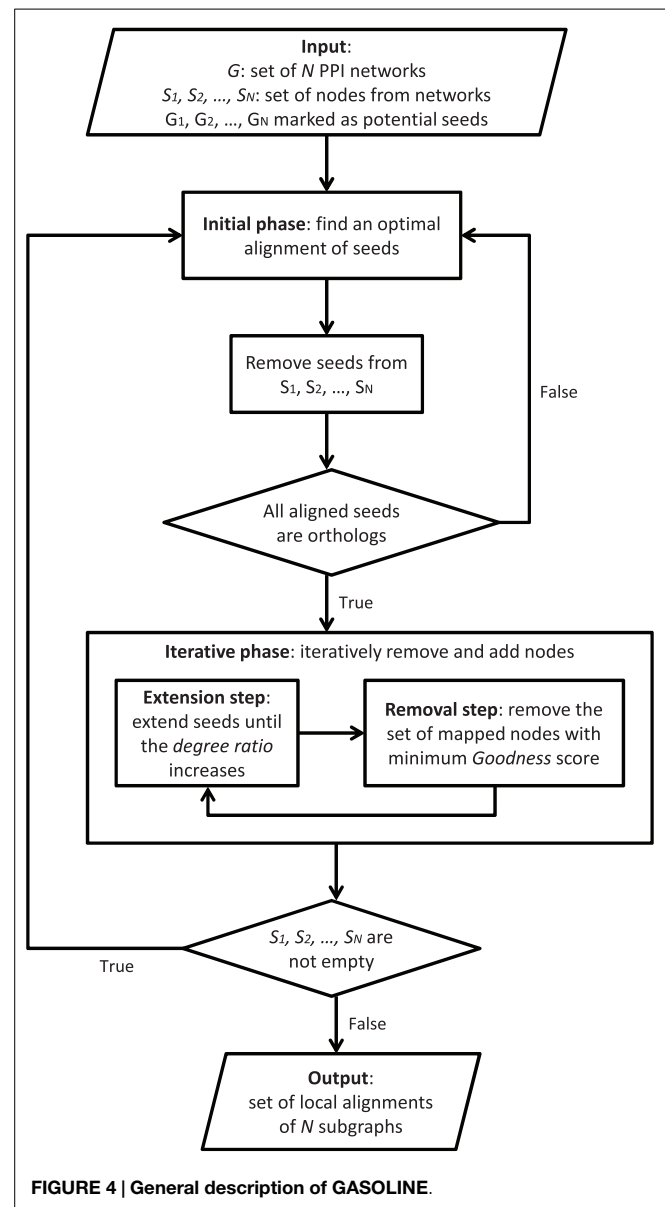 Input:
G: set of N PPI networks
S1, S2, ..., SN: set of nodes from networks
G1, G2, ..., GN marked as potential seeds
Initial phase: find an optimal
alignment of seeds
Remove seeds from
S1, S2, ..., SN
False
All aligned seeds
are orthologs
True
Iterative phase: iteratively remove and add nodes
Extension step:
extend seeds until
the degree ratio
increases
Removal step: remove the
set of mapped nodes with
minimum Goodness score
S1, S2, ..., SN are
not empty
True
False
Output:
set of local alignments
of N subgraphs
FIGURE 4 | General description of GASOLINE.